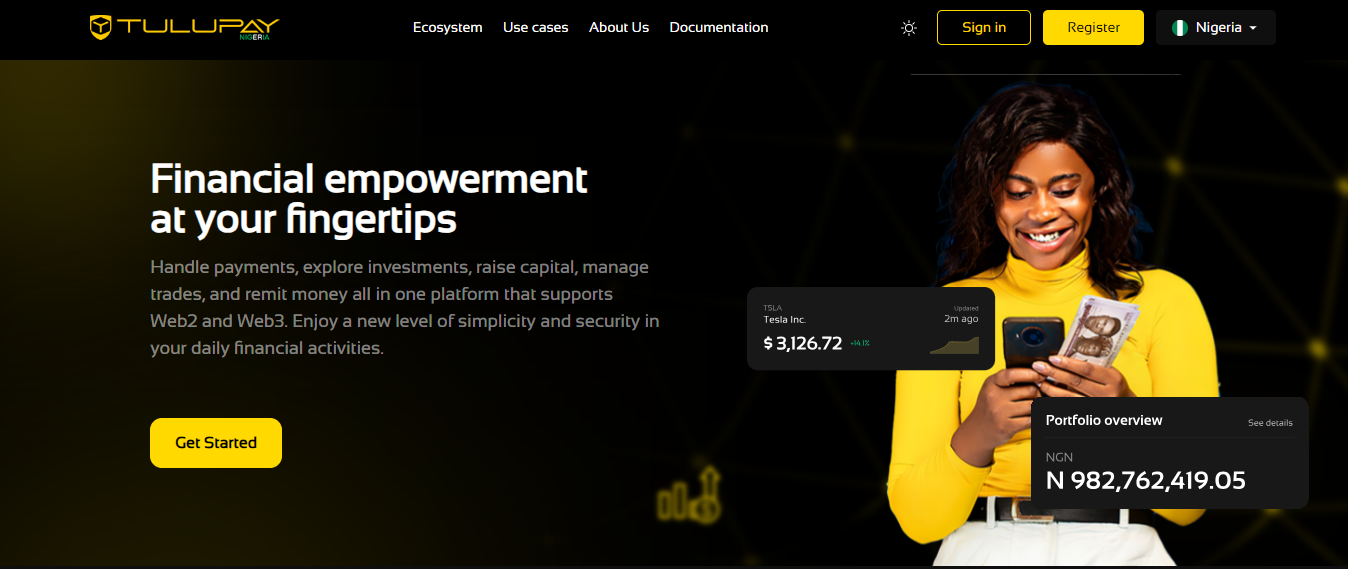 TULUPAY
NIGERIA
Ecosystem
Use cases
About Us
Documentation
Sign in
Register
Nigeria
Financial empowerment
at your fingertips
Handle payments, explore investments, raise capital, manage
trades, and remit money all in one platform that supports
Web2 and Web3. Enjoy a new level of simplicity and security in
your daily financial activities.
Get Started
TSLA
Updated
Tesla Inc.
2m ago
$ 3,126.72
+14.1%
Portfolio overview
See details
NGN
N 982,762,419.05